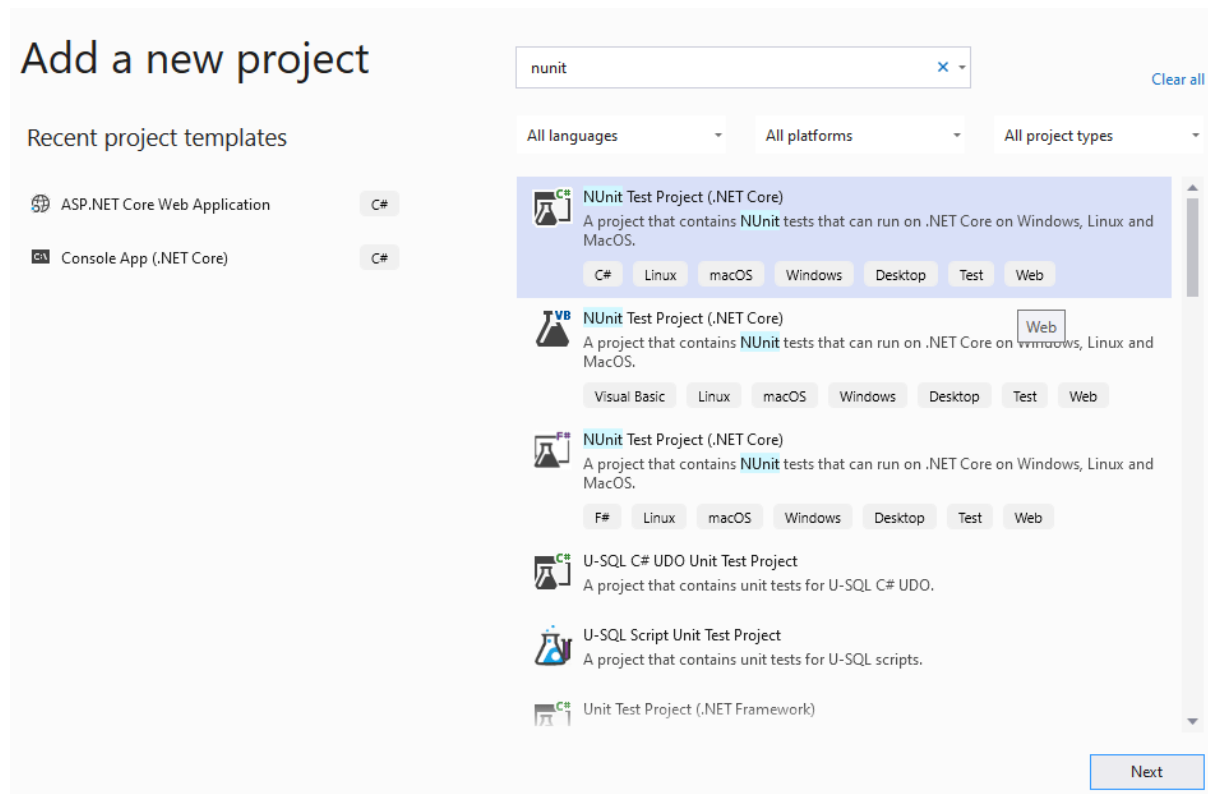 Add a new project
nunit
Clear all
Recent project templates
All languages
All platforms
All project types
ASP.NET Core Web Application
C#
Console App (.NET Core)
C#
C#
NUnit Test Project (.NET Core)
A project that contains NUnit tests that can run on .NET Core on Windows, Linux and
MacOS.
C# Linux macOS Windows Desktop Test Web
VB
NUnit Test Project (.NET Core)
Web
A project that contains NUnit tests that can run on .NET Core on Windows, Linux and
MacOS.
Visual Basic Linux macOS Windows Desktop Test Web
F#
NUnit Test Project (.NET Core)
A project that contains NUnit tests that can run on .NET Core on Windows, Linux and
MacOS.
F# Linux macOS Windows Desktop Test Web
C#
U-SQL C# UDO Unit Test Project
A project that contains unit tests for U-SQL C# UDO.
U-SQL Script Unit Test Project
A project that contains unit tests for U-SQL scripts.
C#
Unit Test Project (.NET Framework)
Next